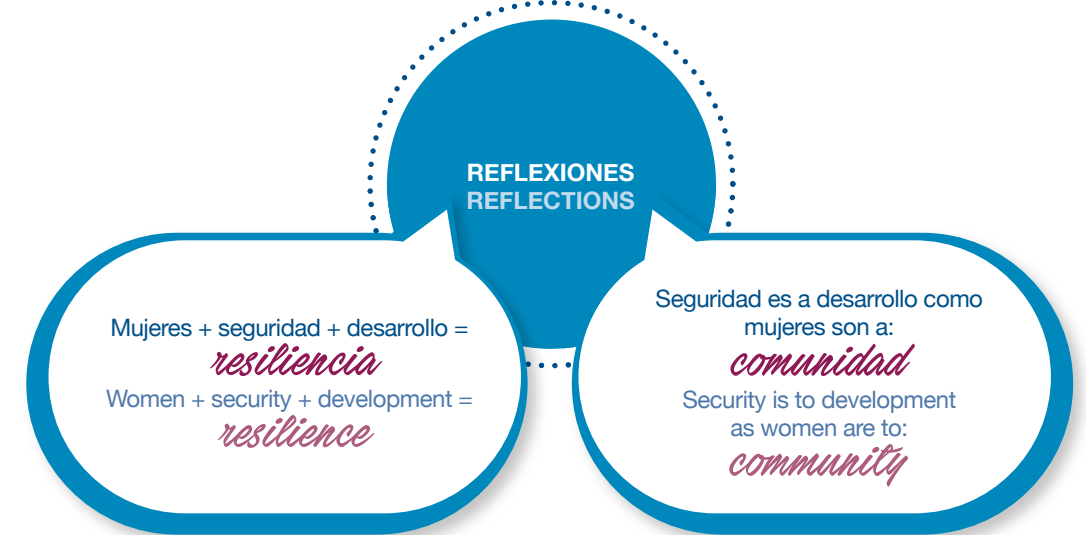 REFLEXIONES
REFLECTIONS
Mujeres + seguridad + desarrollo =
resiliencia
Women + security + development =
resilience
Seguridad es a desarrollo como
mujeres son a:
comunidad
Security is to development
as women are to:
community